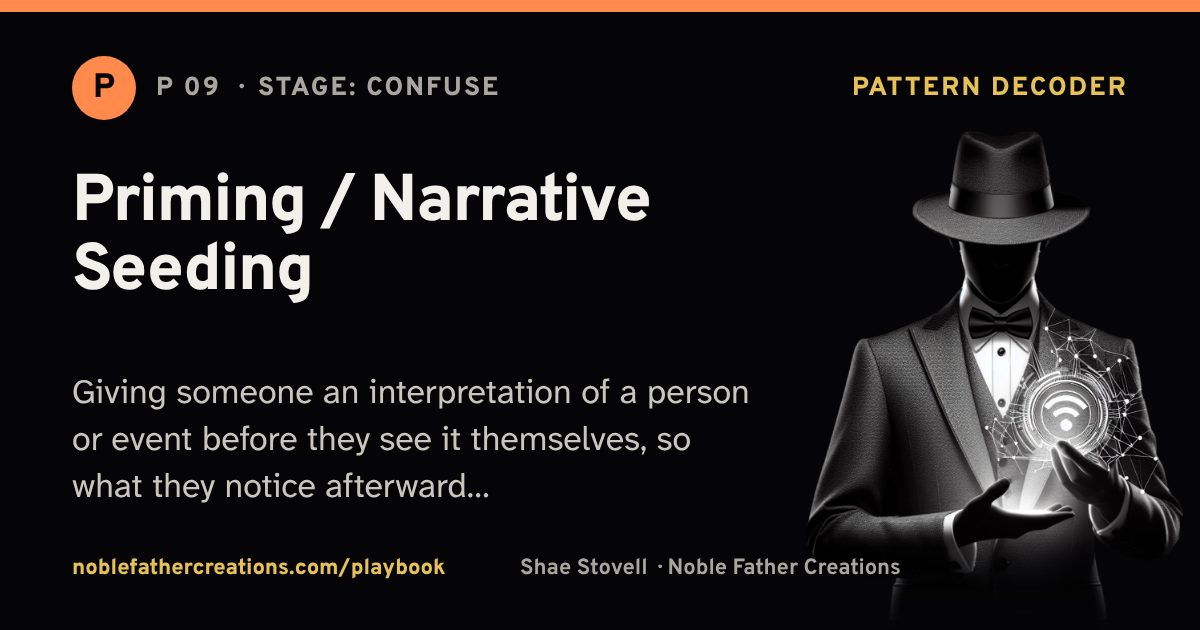 P
P 09 · STAGE: CONFUSE
PATTERN DECODER
Priming / Narrative
Seeding
Giving someone an interpretation of a person
or event before they see it themselves, so
what they notice afterward...
noblefathercreations.com/playbook
Shae Stovell · Noble Father Creations